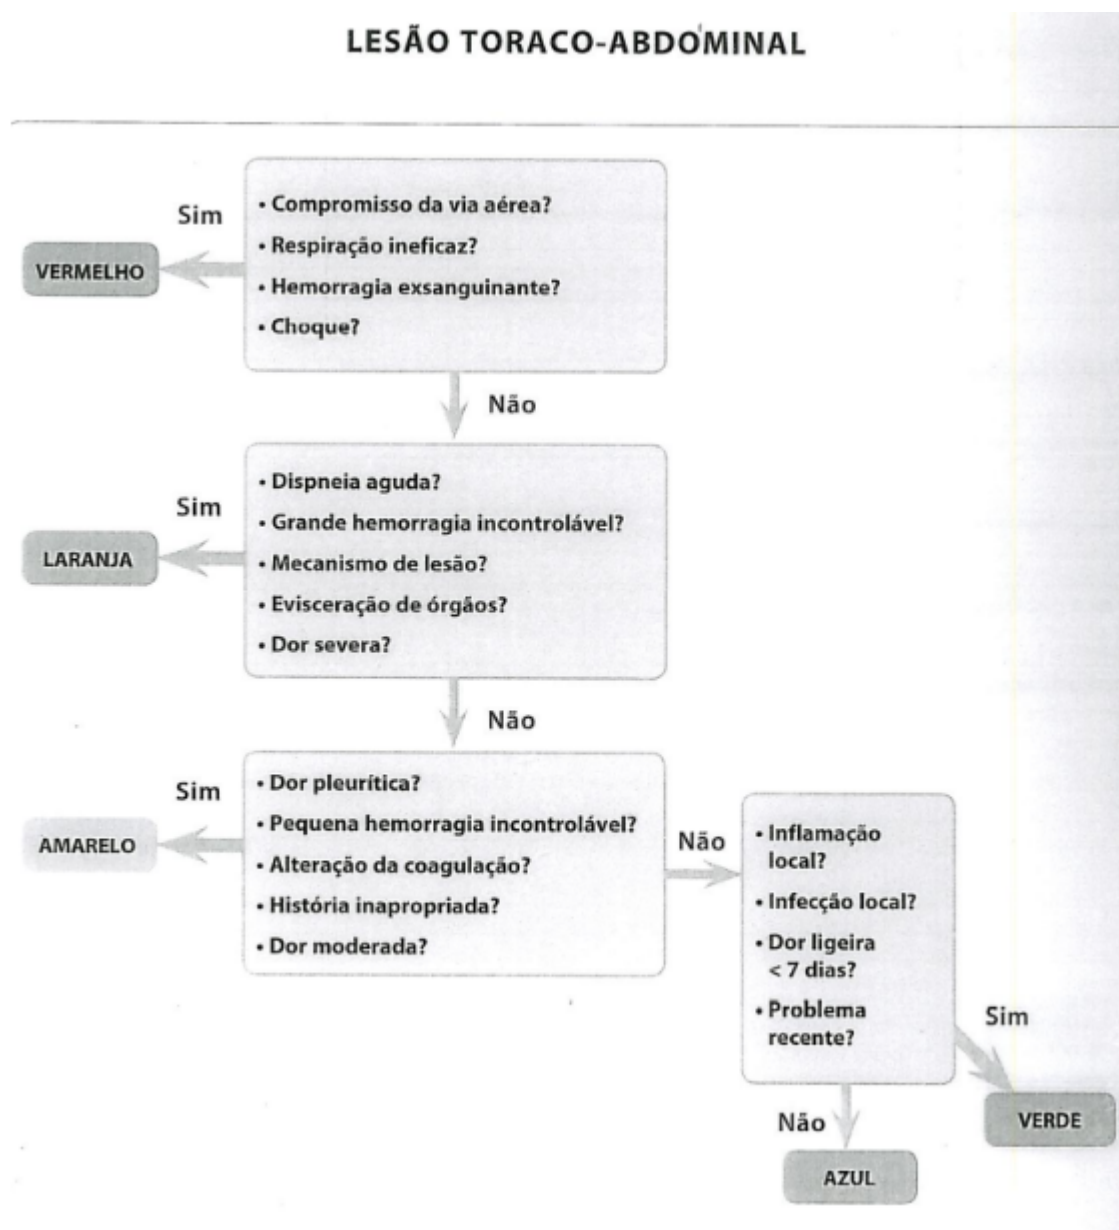 LESÃO TORACO-ABDOMINAL
Sim
• Compromisso da via aérea?
• Respiração ineficaz?
• Hemorragia exsanguinante?
• Choque?
VERMELHO
Não
Sim
• Dispneia aguda?
• Grande hemorragia incontrolável?
• Mecanismo de lesão?
• Evisceração de órgãos?
• Dor severa?
LARANJA
Não
Sim
• Dor pleurítica?
• Pequena hemorragia incontrolável?
• Alteração da coagulação?
• História inapropriada?
• Dor moderada?
AMARELO
Não
• Inflamação
local?
• Infecção local?
• Dor ligeira
< 7 dias?
• Problema
recente?
Sim
VERDE
Não
AZUL